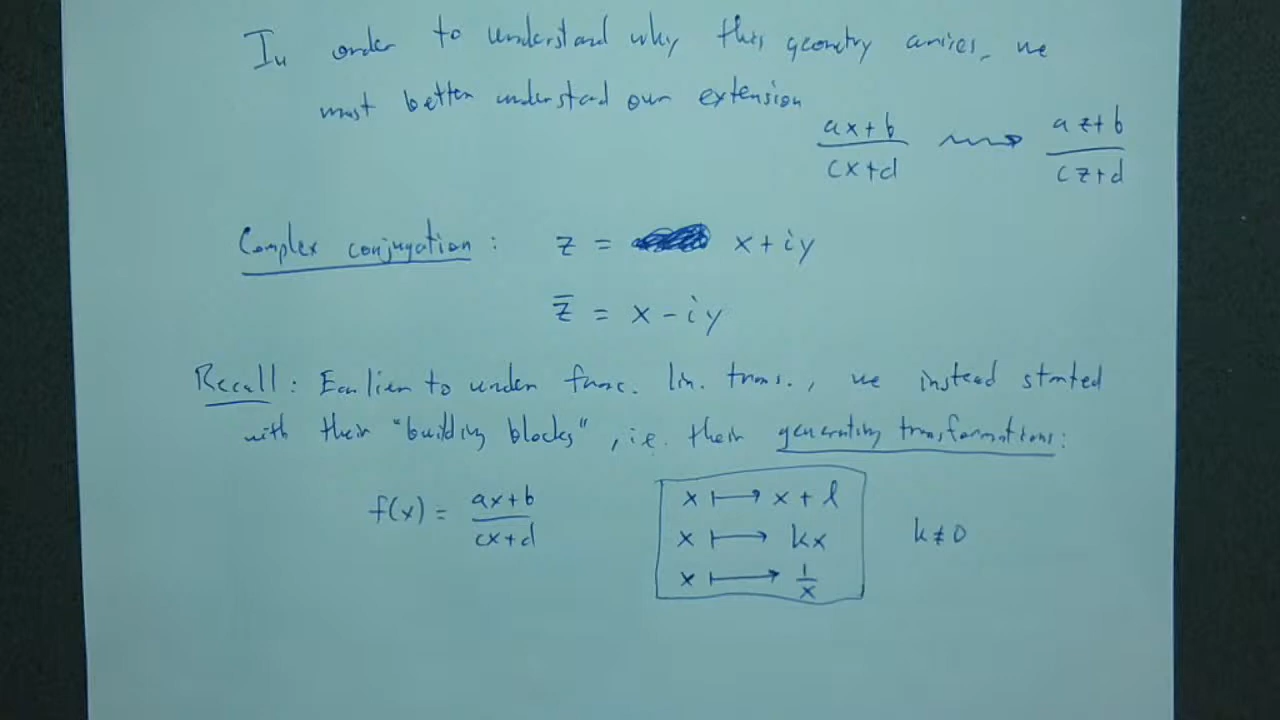 In order to understand why this geometry arises, we
must better understand our extension
ax+b / cx+d ⇝ az+b / cz+d
Complex conjugation : z = x+iy
z̅ = x-iy
Recall : Earlier to under func. lin. trans., we instead started
with their "building blocks", i.e. their generating transformations:
f(x) = ax+b / cx+d
x ⟼ x + l
x ⟼ kx k≠0
x ⟼ 1/x